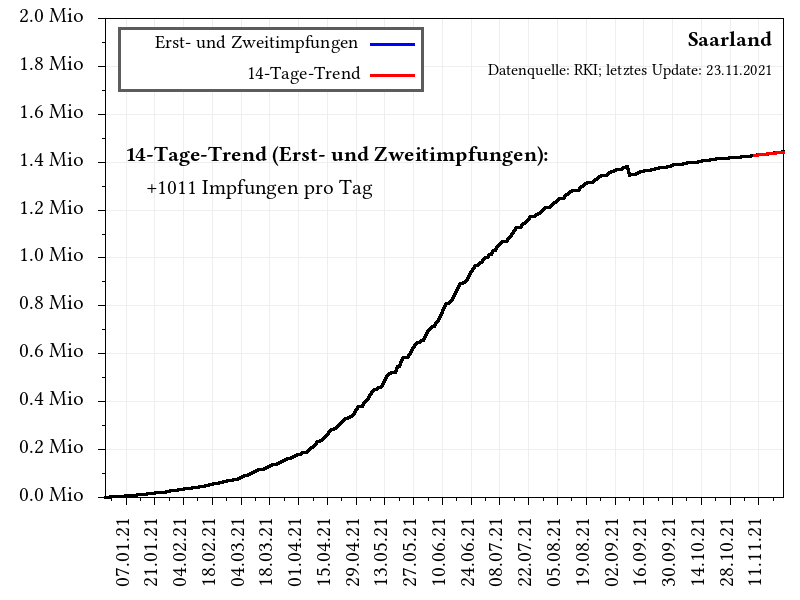 2.0 Mio
1.8 Mio
1.6 Mio
1.4 Mio
1.2 Mio
1.0 Mio
0.8 Mio
0.6 Mio
0.4 Mio
0.2 Mio
0.0 Mio
Erst- und Zweitimpfungen
14-Tage-Trend
Saarland
Datenquelle: RKI; letztes Update: 23.11.2021
14-Tage-Trend (Erst- und Zweitimpfungen):
+1011 Impfungen pro Tag
07.01.21
21.01.21
04.02.21
18.02.21
04.03.21
18.03.21
01.04.21
15.04.21
29.04.21
13.05.21
27.05.21
10.06.21
24.06.21
08.07.21
22.07.21
05.08.21
19.08.21
02.09.21
16.09.21
30.09.21
14.10.21
28.10.21
11.11.21